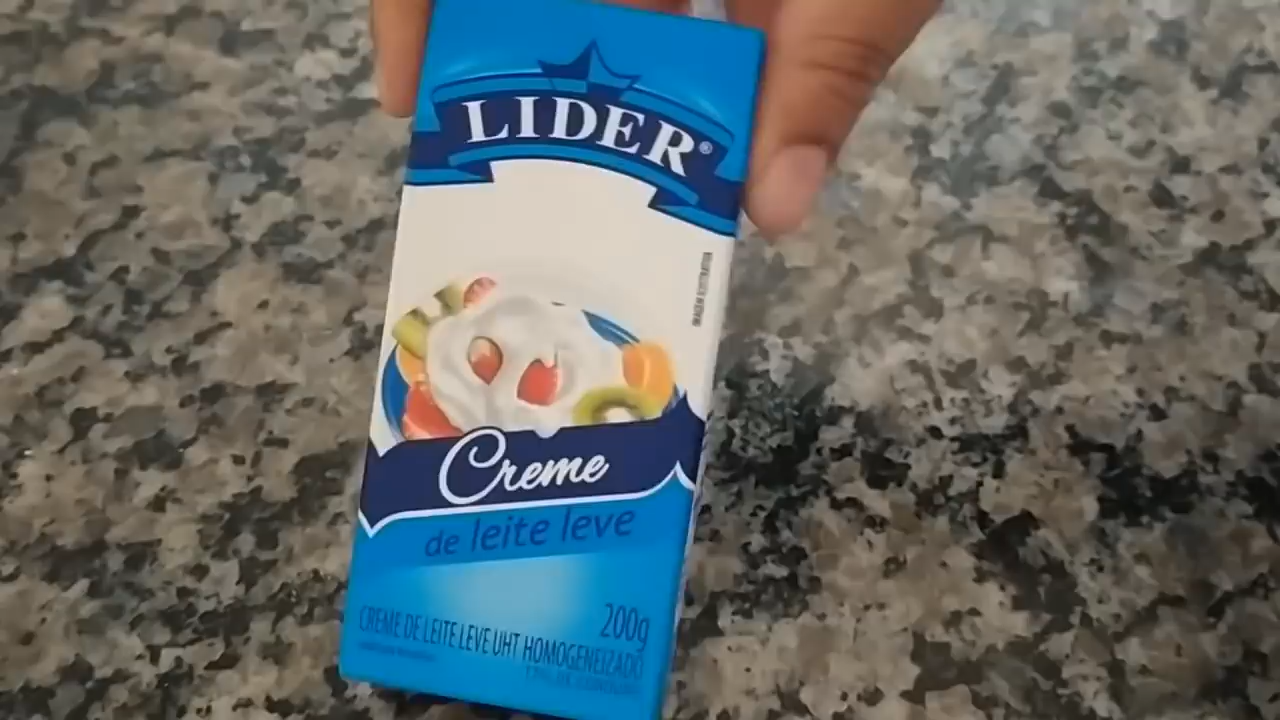 LIDER®
Creme
de leite leve
200g
CREME DE LEITE LEVE UHT HOMOGENEIZADO